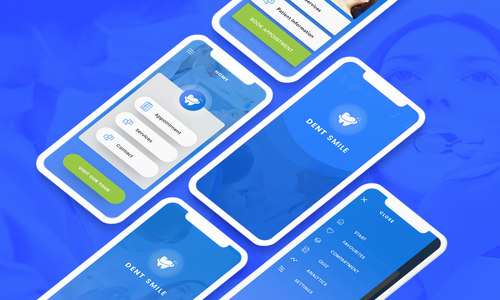 Services
Patient Information
BOOK APPOINTMENT
HOME
Appointment
Services
Contact
VISIT OUR TOUR
DENT SMILE
DENT SMILE
CLOSE
START
FAVOURITES
COMPARTMENT
QUIZ
ANALYTICS
SETTINGS